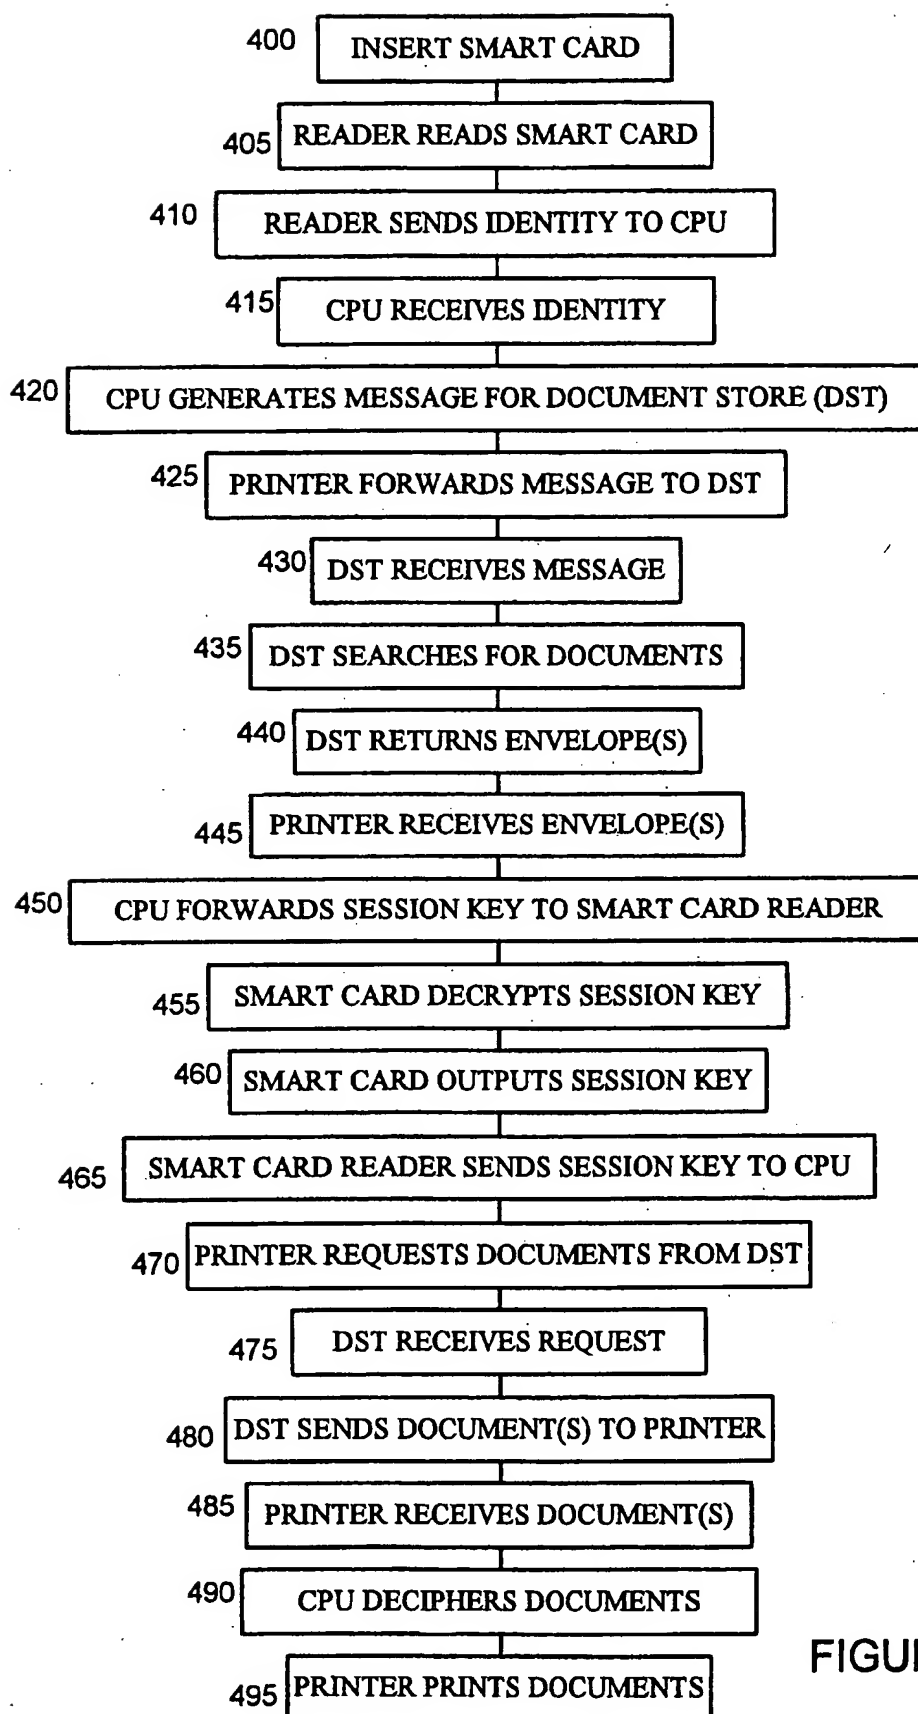 400 INSERT SMART CARD
405 READER READS SMART CARD
410 READER SENDS IDENTITY TO CPU
415 CPU RECEIVES IDENTITY
420 CPU GENERATES MESSAGE FOR DOCUMENT STORE (DST)
425 PRINTER FORWARDS MESSAGE TO DST
430 DST RECEIVES MESSAGE
435 DST SEARCHES FOR DOCUMENTS
440 DST RETURNS ENVELOPE(S)
445 PRINTER RECEIVES ENVELOPE(S)
450 CPU FORWARDS SESSION KEY TO SMART CARD READER
455 SMART CARD DECRYPTS SESSION KEY
460 SMART CARD OUTPUTS SESSION KEY
465 SMART CARD READER SENDS SESSION KEY TO CPU
470 PRINTER REQUESTS DOCUMENTS FROM DST
475 DST RECEIVES REQUEST
480 DST SENDS DOCUMENT(S) TO PRINTER
485 PRINTER RECEIVES DOCUMENT(S)
490 CPU DECIPHERS DOCUMENTS
495 PRINTER PRINTS DOCUMENTS